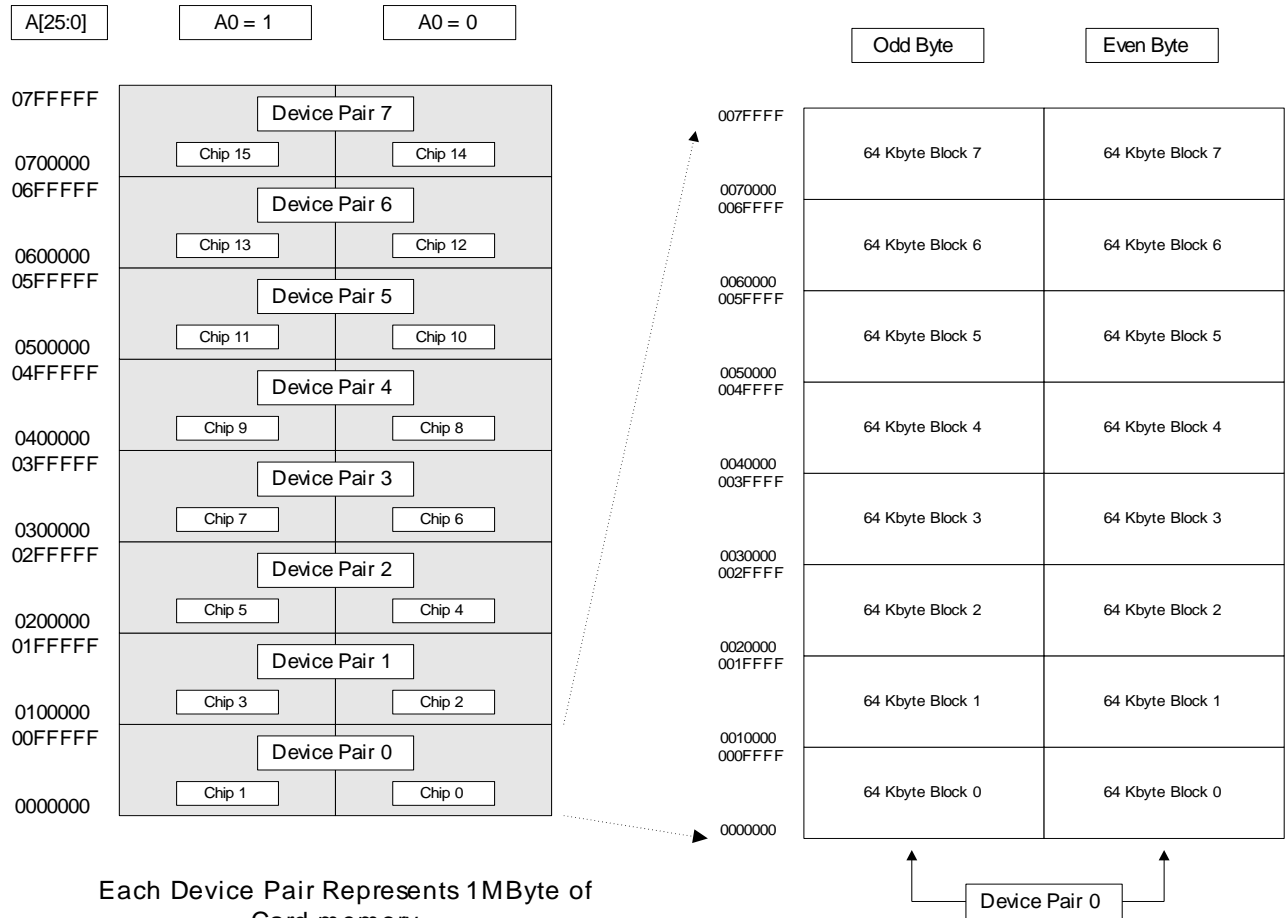 A[25:0]
A0 = 1
A0 = 0
07FFFFF
Device Pair 7
Chip 15
Chip 14
0700000
06FFFFF
Device Pair 6
Chip 13
Chip 12
0600000
05FFFFF
Device Pair 5
Chip 11
Chip 10
0500000
04FFFFF
Device Pair 4
Chip 9
Chip 8
0400000
03FFFFF
Device Pair 3
Chip 7
Chip 6
0300000
02FFFFF
Device Pair 2
Chip 5
Chip 4
0200000
01FFFFF
Device Pair 1
Chip 3
Chip 2
0100000
00FFFFF
Device Pair 0
Chip 1
Chip 0
0000000
Each Device Pair Represents 1MByte of
Card memory
Odd Byte
Even Byte
007FFFF
64 Kbyte Block 7
64 Kbyte Block 7
0070000
006FFFF
64 Kbyte Block 6
64 Kbyte Block 6
0060000
005FFFF
64 Kbyte Block 5
64 Kbyte Block 5
0050000
004FFFF
64 Kbyte Block 4
64 Kbyte Block 4
0040000
003FFFF
64 Kbyte Block 3
64 Kbyte Block 3
0030000
002FFFF
64 Kbyte Block 2
64 Kbyte Block 2
0020000
001FFFF
64 Kbyte Block 1
64 Kbyte Block 1
0010000
000FFFF
64 Kbyte Block 0
64 Kbyte Block 0
0000000
Device Pair 0